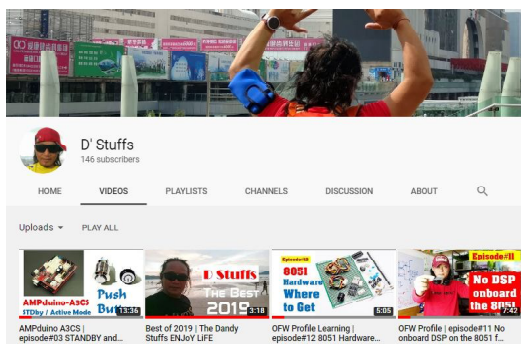 D' Stuffs
146 subscribers
HOME VIDEOS PLAYLISTS CHANNELS DISCUSSION ABOUT
Uploads PLAY ALL
AMPduino-A3CS
STDby / Active Mode
Push
13:36
D Stuffs
The Best
2019
3:18
Episode#12
8051
Hardware
Where
to Get
5:05
Episode#11
No DSP
onboard
the 8051
7:42
AMPduino A3CS |
episode#03 STANDBY and...
Best of 2019 | The Dandy
Stuffs ENJoY LiFE
OFW Profile Learning |
episode#12 8051 Hardware...
OFW Profile | episode#11 No
onboard DSP on the 8051 f...